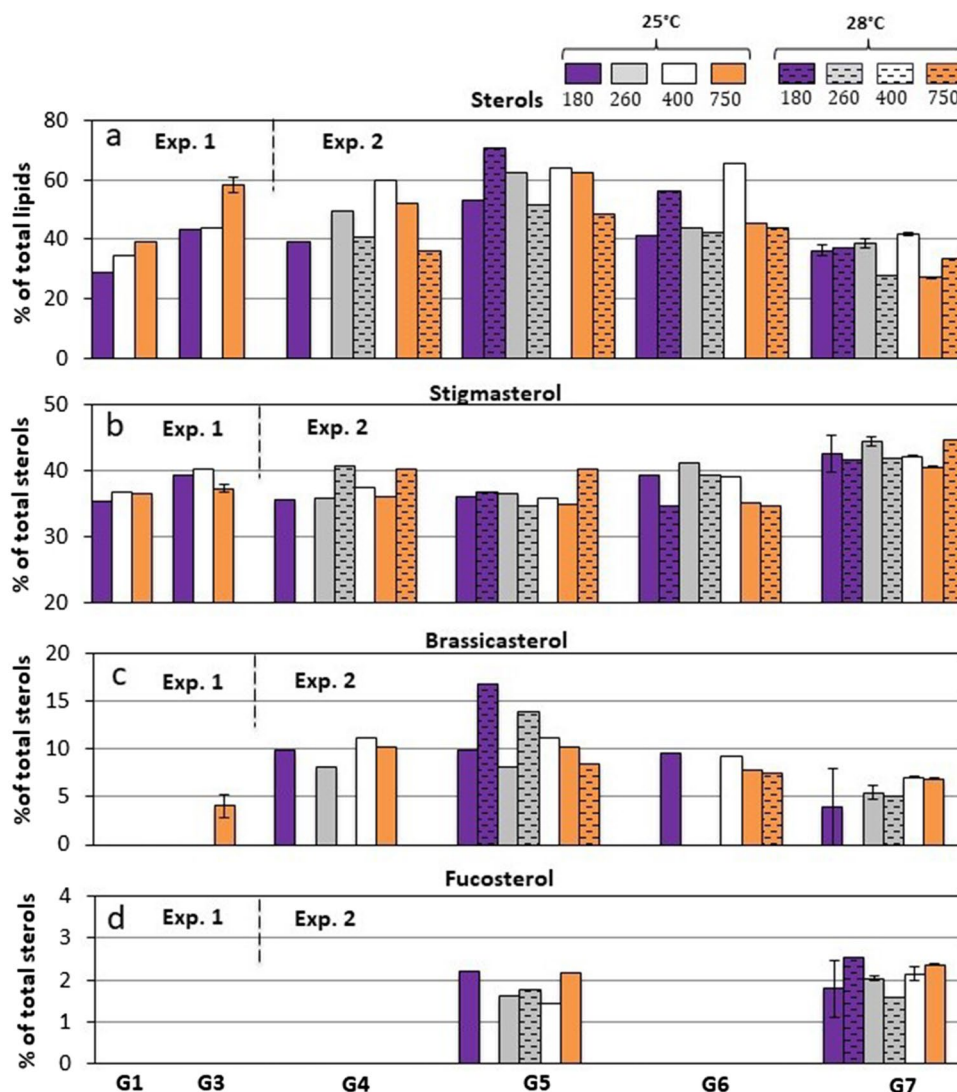 25°C 28°C
180 260 400 750 180 260 400 750
Sterols
80
60
40
20
0
% of total lipids
a
Exp. 1
Exp. 2
Stigmasterol
50
40
30
20
% of total sterols
b
Exp. 1
Exp. 2
Brassicasterol
20
15
10
5
0
%of total sterols
c
Exp. 1
Exp. 2
Fucosterol
4
3
2
1
0
% of total sterols
d
Exp. 1
Exp. 2
G1 G3 G4 G5 G6 G7